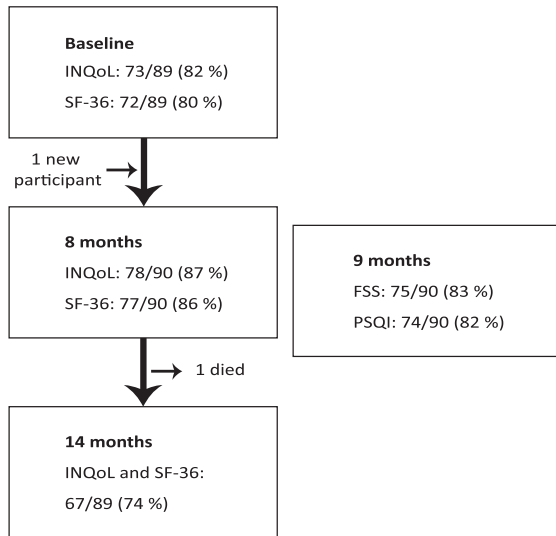 Baseline
INQoL: 73/89 (82 %)
SF-36: 72/89 (80 %)
1 new
participant
8 months
INQoL: 78/90 (87 %)
SF-36: 77/90 (86 %)
9 months
FSS: 75/90 (83 %)
PSQI: 74/90 (82 %)
1 died
14 months
INQoL and SF-36:
67/89 (74 %)